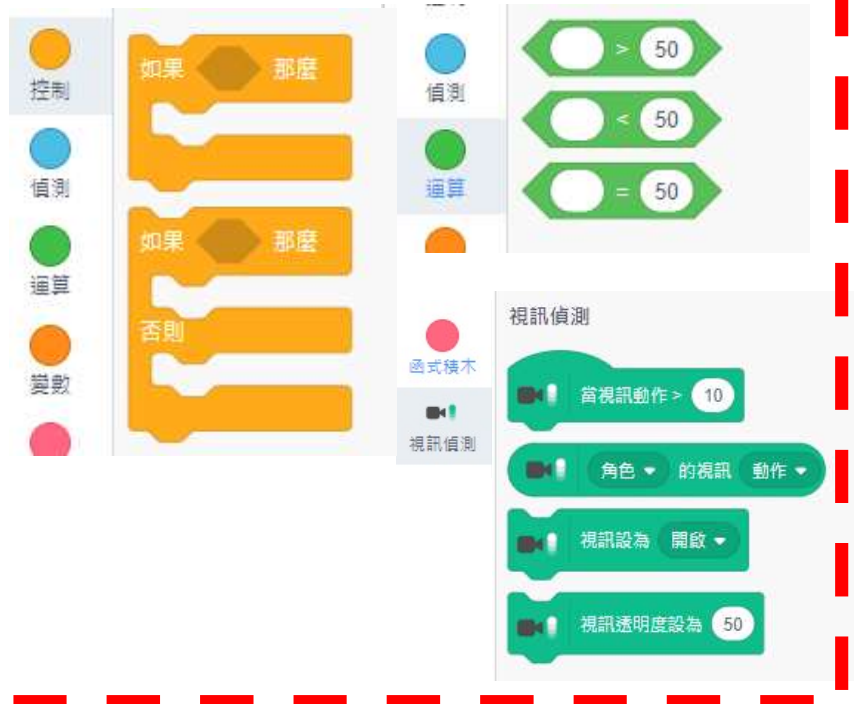 控制
偵測
運算
變數
如果 那麼
如果 那麼
否則
偵測
運算
> 50
< 50
= 50
函式積木
視訊偵測
視訊偵測
當視訊動作 > 10
角色 的視訊 動作
視訊設為 開啟
視訊透明度設為 50